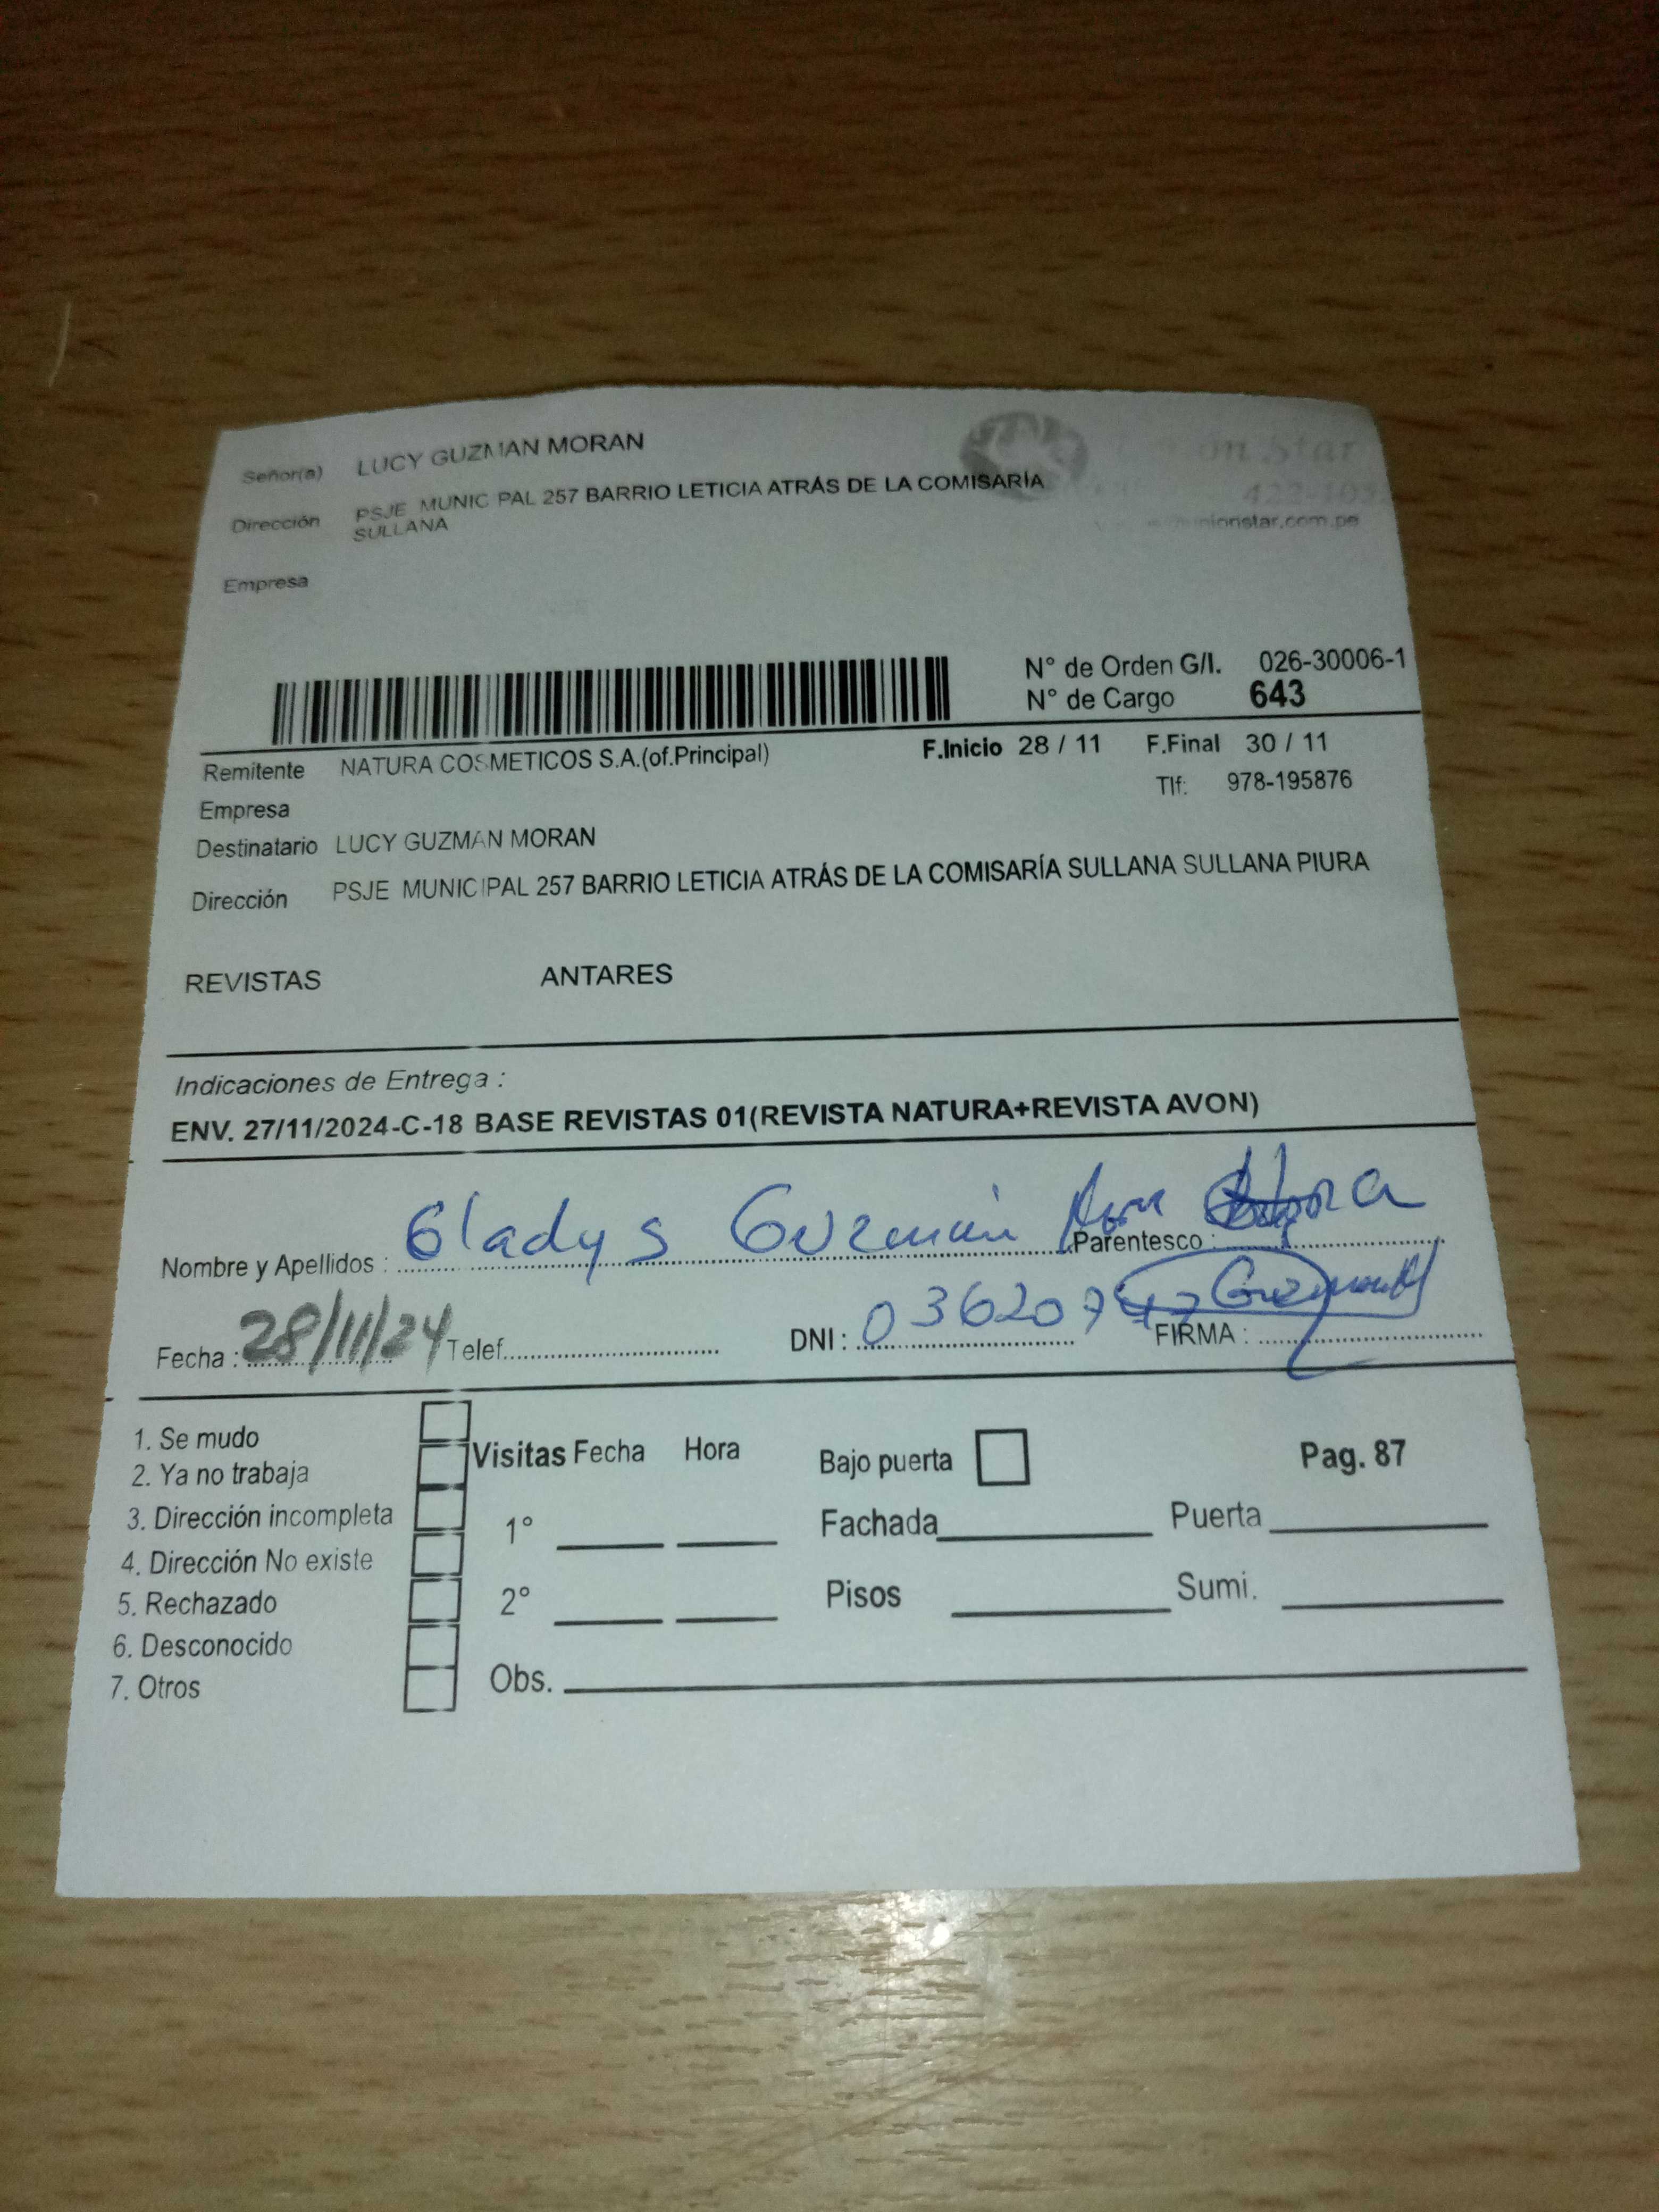 Señor(a) LUCY GUZMAN MORAN
Dirección PSJE MUNIC PAL 257 BARRIO LETICIA ATRÁS DE LA COMISARÍA
SULLANA
on Star
unionstar.com.pe
Empresa
N° de Orden G/I. 026-30006-1
N° de Cargo 643
Remitente NATURA COSMETICOS S.A.(of.Principal) F.Inicio 28 / 11 F.Final 30 / 11
Empresa Tlf: 978-195876
Destinatario LUCY GUZMAN MORAN
Dirección PSJE MUNICIPAL 257 BARRIO LETICIA ATRÁS DE LA COMISARÍA SULLANA SULLANA PIURA
REVISTAS ANTARES
Indicaciones de Entrega :
ENV. 27/11/2024-C-18 BASE REVISTAS 01(REVISTA NATURA+REVISTA AVON)
Nombre y Apellidos : Gladys Guzmán Parentesco :
Fecha : 28/11/24 Telef. DNI : FIRMA :
1. Se mudo
2. Ya no trabaja
3. Dirección incompleta
4. Dirección No existe
5. Rechazado
6. Desconocido
7. Otros
Visitas Fecha Hora Bajo puerta Pag. 87
1° Fachada Puerta
2° Pisos Sumi.
Obs.